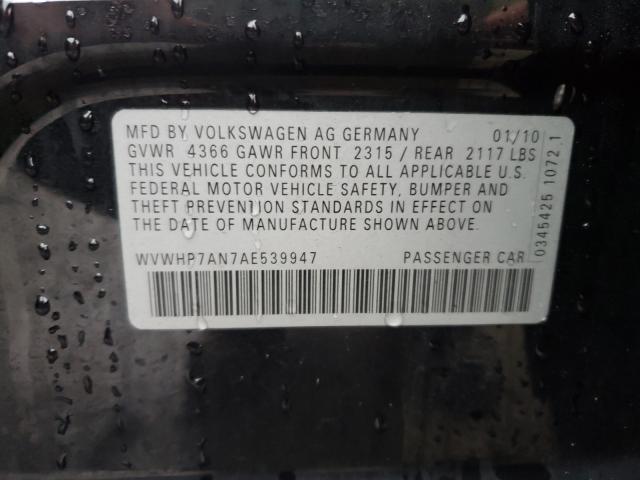 MFD BY VOLKSWAGEN AG GERMANY 01/10
GVWR 4366 GAWR FRONT 2315 / REAR 2117 LBS
THIS VEHICLE CONFORMS TO ALL APPLICABLE U.S.
FEDERAL MOTOR VEHICLE SAFETY, BUMPER AND
THEFT PREVENTION STANDARDS IN EFFECT ON
THE DATE OF MANUFACTURE SHOWN ABOVE.
WVWHP7AN7AE539947 PASSENGER CAR
0345425 1072_1